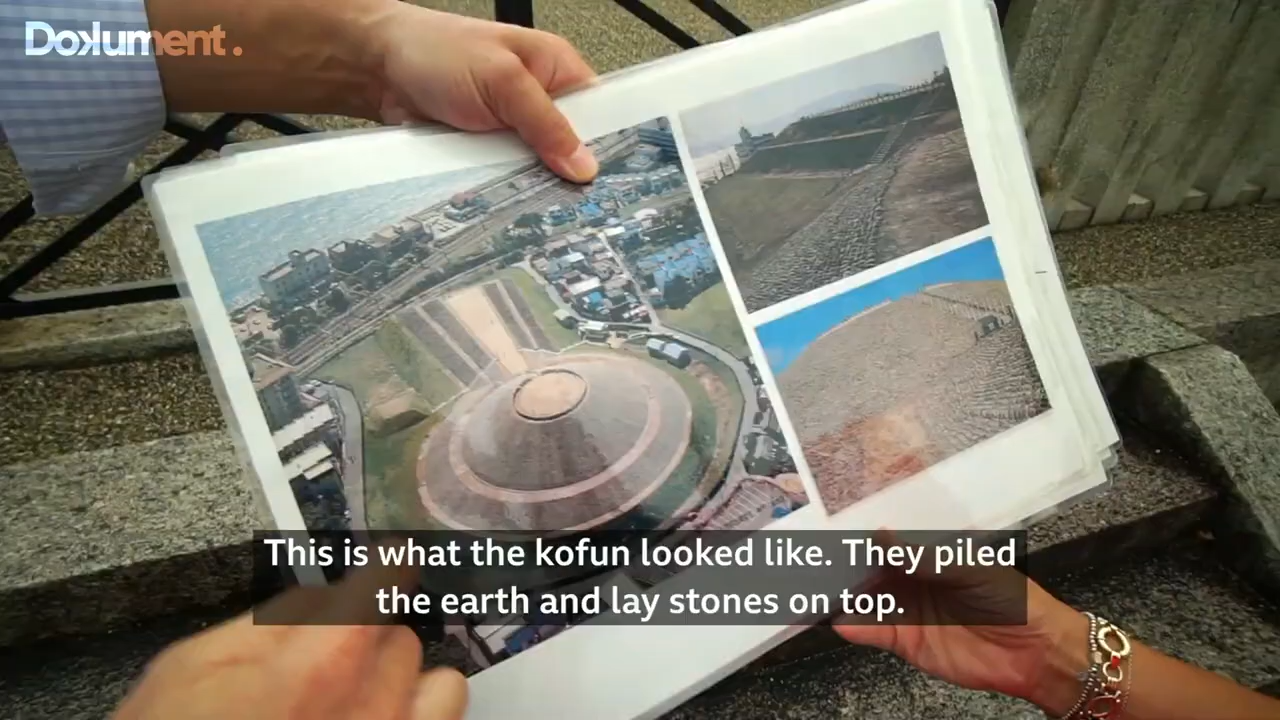 Dokument.
This is what the kofun looked like. They piled
the earth and lay stones on top.